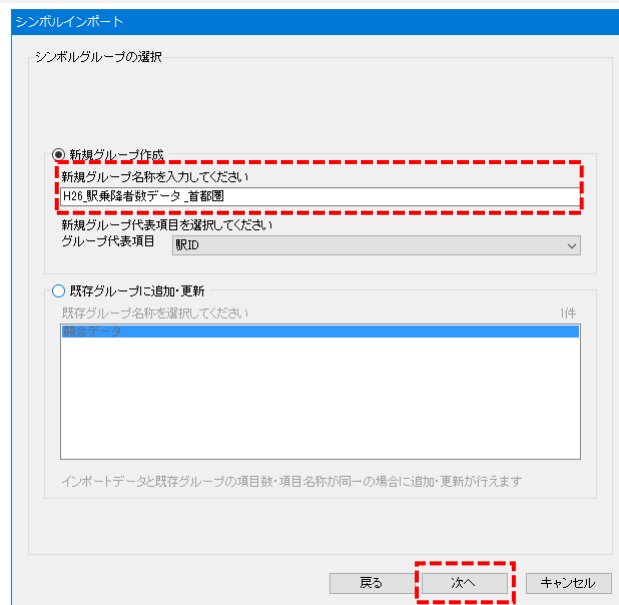 シンボルインポート
シンボルグループの選択
新規グループ作成
新規グループ名称を入力してください
H26_駅乗降者数データ_首都圏
新規グループ代表項目を選択してください
グループ代表項目 駅ID
既存グループに追加・更新
既存グループ名称を選択してください 1件
競合データ
インポートデータと既存グループの項目数・項目名称が同一の場合に追加・更新が行えます
戻る 次へ キャンセル